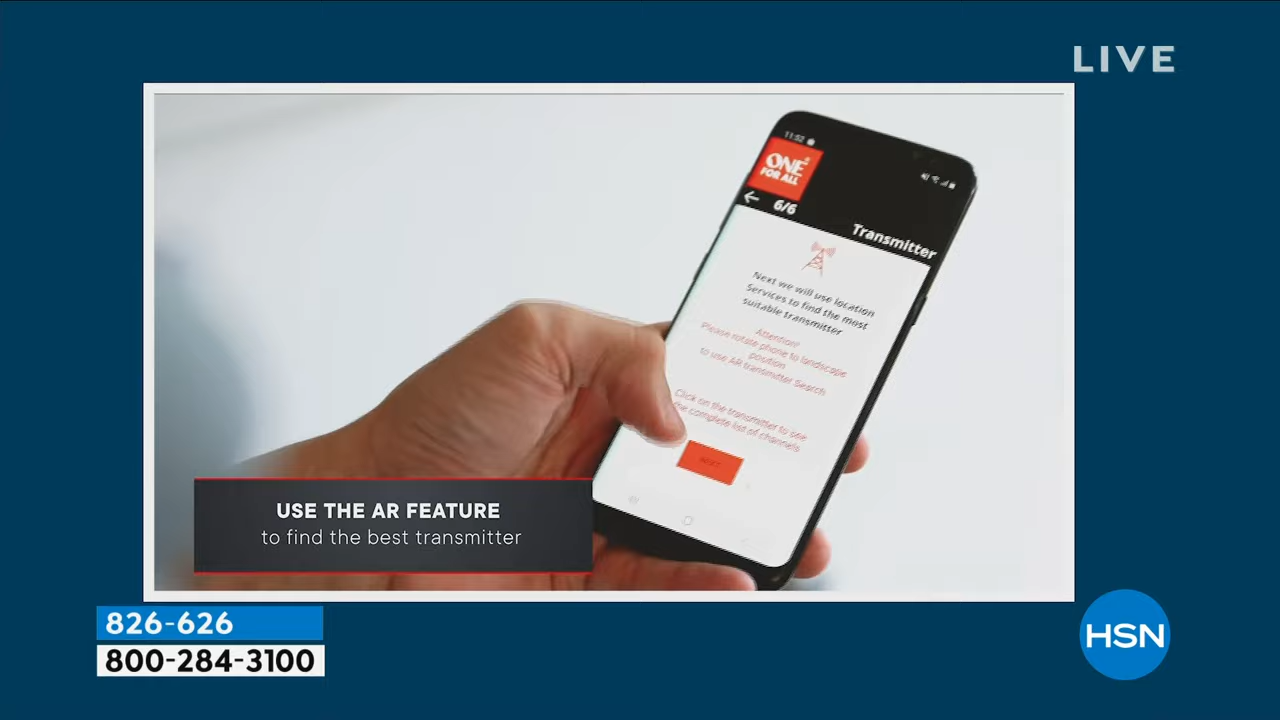 LIVE
11:52
ONE
FOR ALL
6/6
Transmitter
Next we will use location
Services to find the most
suitable transmitter
Attention!
Please rotate phone to landscape
position
to use AR transmitter Search
Click on the transmitter to see
the complete list of channels
NEXT
USE THE AR FEATURE
to find the best transmitter
826-626
800-284-3100
HSN